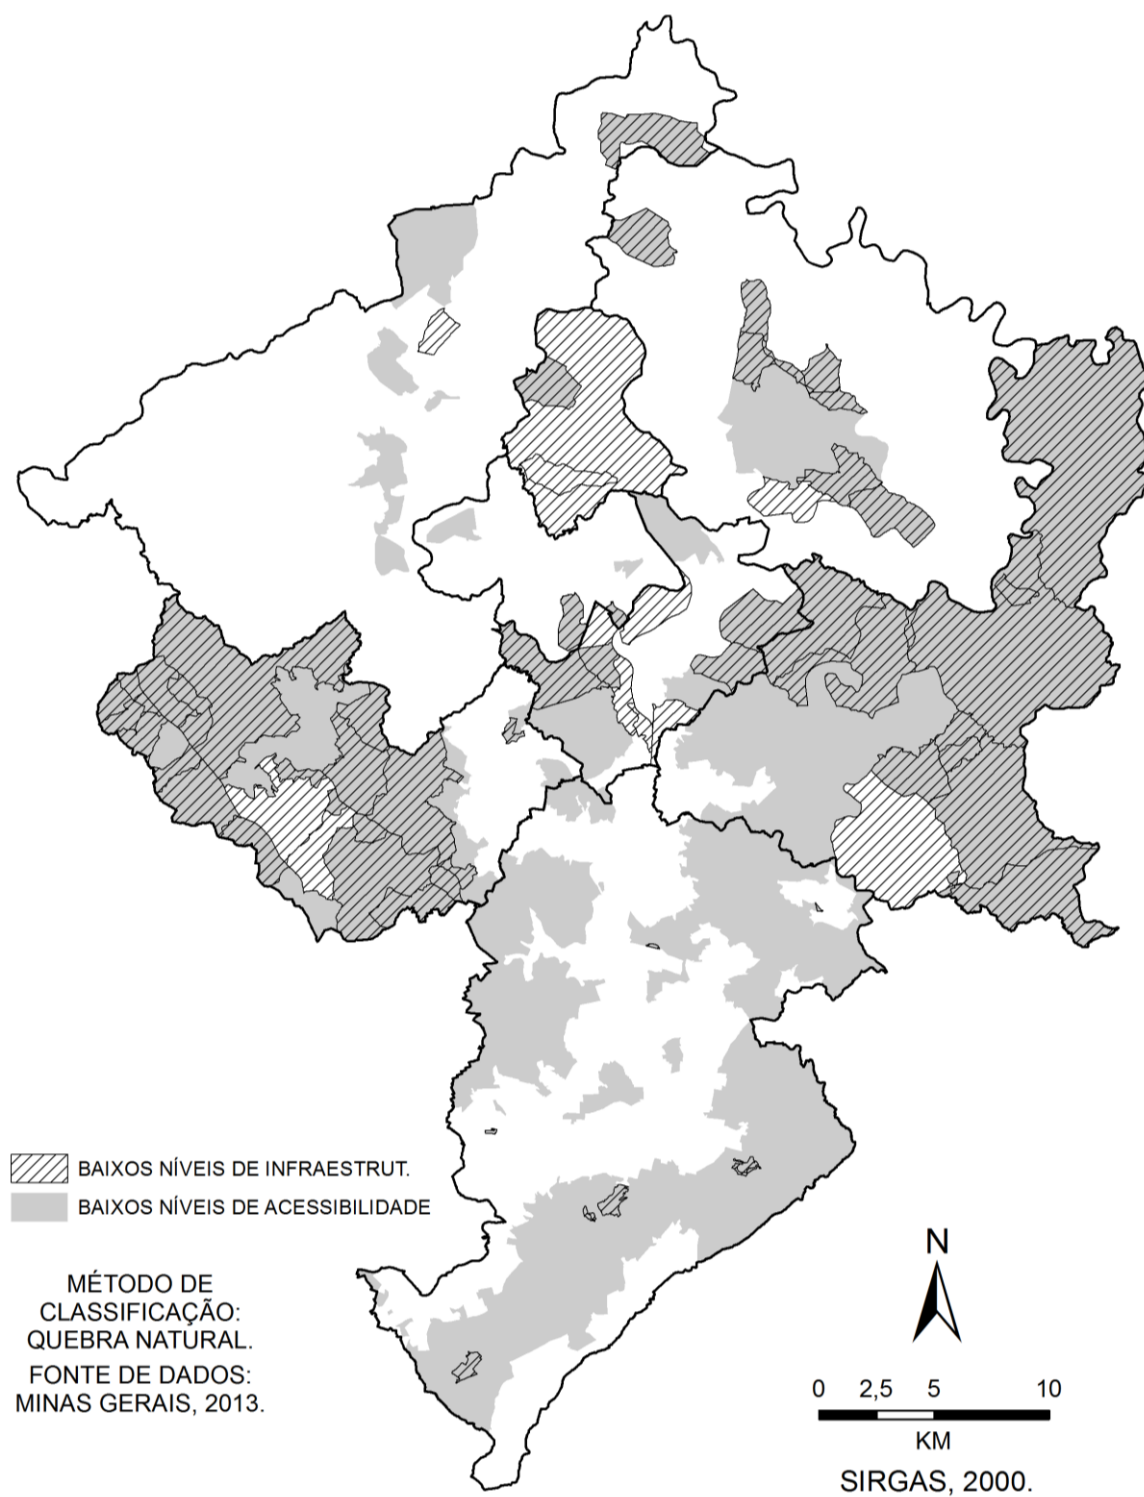 BAIXOS NÍVEIS DE INFRAESTRUT.
BAIXOS NÍVEIS DE ACESSIBILIDADE
MÉTODO DE
CLASSIFICAÇÃO:
QUEBRA NATURAL.
FONTE DE DADOS:
MINAS GERAIS, 2013.
N
0 2,5 5 10
KM
SIRGAS, 2000.